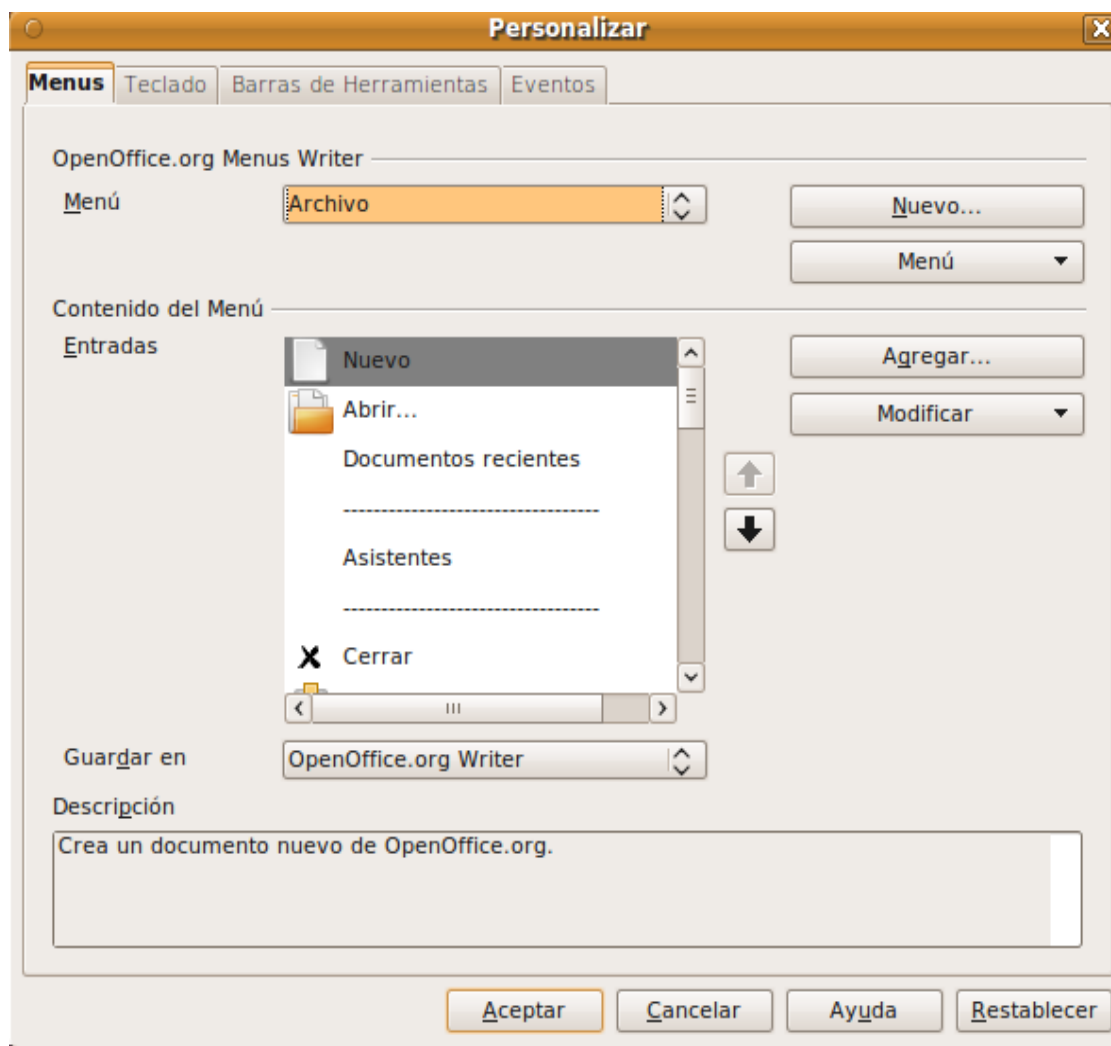 Personalizar
Menus Teclado Barras de Herramientas Eventos
OpenOffice.org Menus Writer
Menú Archivo Nuevo...
Menú
Contenido del Menú
Entradas Nuevo Agregar...
Abrir... Modificar
Documentos recientes
----------------------------------
Asistentes
----------------------------------
Cerrar
Guardar en OpenOffice.org Writer
Descripción
Crea un documento nuevo de OpenOffice.org.
Aceptar Cancelar Ayuda Restablecer